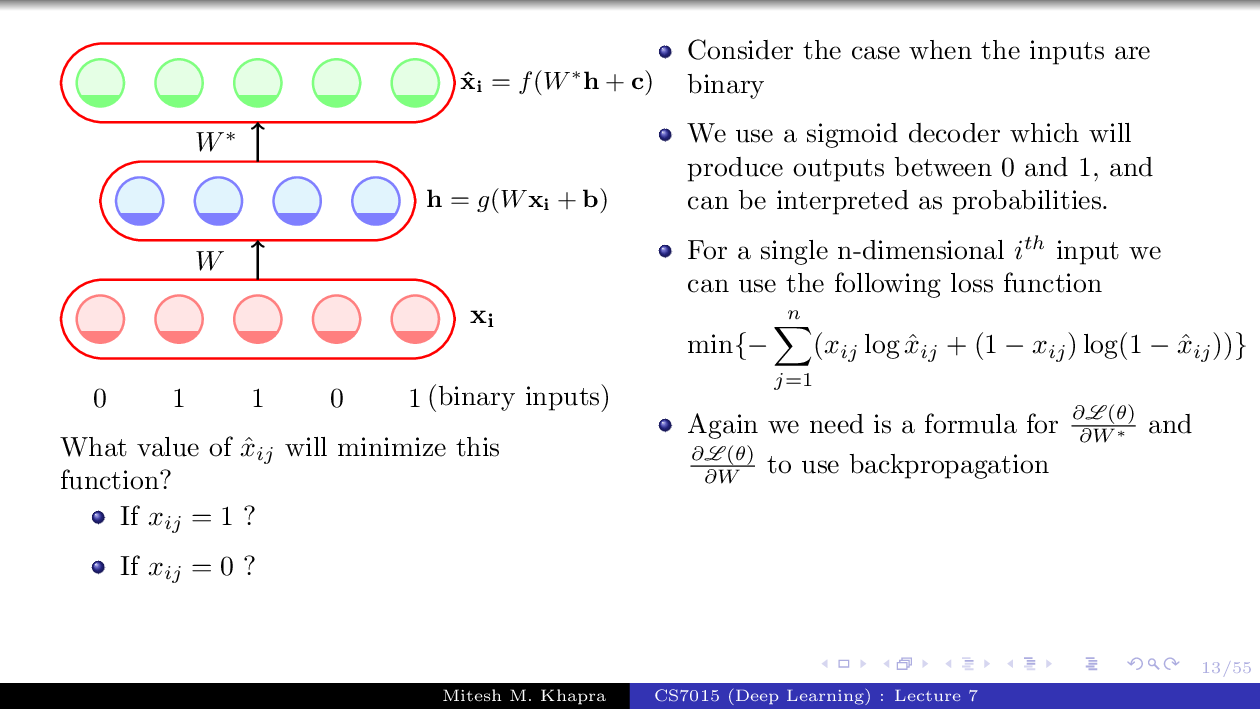 x̂ᵢ = f(W*h + c)
W*
h = g(Wxᵢ + b)
W
xᵢ
0 1 1 0 1 (binary inputs)
What value of x̂ᵢⱼ will minimize this
function?
If xᵢⱼ = 1 ?
If xᵢⱼ = 0 ?
Consider the case when the inputs are
binary
We use a sigmoid decoder which will
produce outputs between 0 and 1, and
can be interpreted as probabilities.
For a single n-dimensional iᵗʰ input we
can use the following loss function
min{− ∑ⱼ₌₁ⁿ (xᵢⱼ log x̂ᵢⱼ + (1 − xᵢⱼ) log(1 − x̂ᵢⱼ))}
Again we need is a formula for ∂ℒ(θ)/∂W* and
∂ℒ(θ)/∂W to use backpropagation
13/55
Mitesh M. Khapra CS7015 (Deep Learning) : Lecture 7